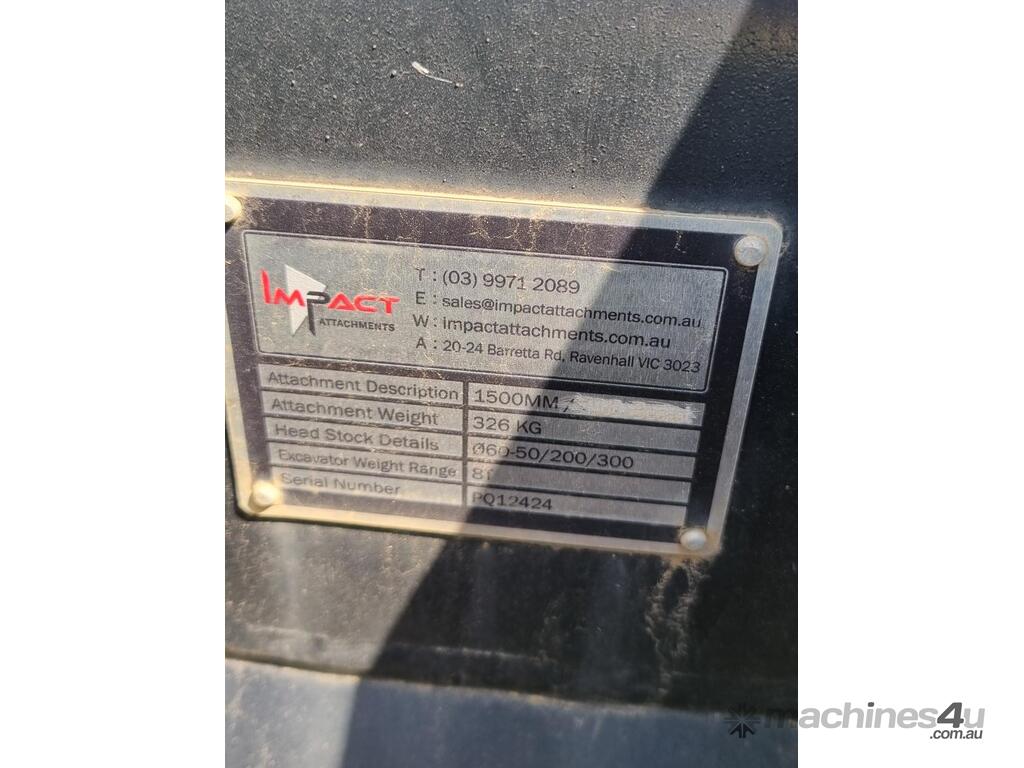 IMPACT
ATTACHMENTS
T : (03) 9971 2089
E : sales@impactattachments.com.au
W : impactattachments.com.au
A : 20-24 Barretta Rd, Ravenhall VIC 3023
Attachment Description 1500MM
Attachment Weight 326 KG
Head Stock Details Ø60-50/200/300
Excavator Weight Range 8T
Serial Number PQ12424
machines4u
.com.au